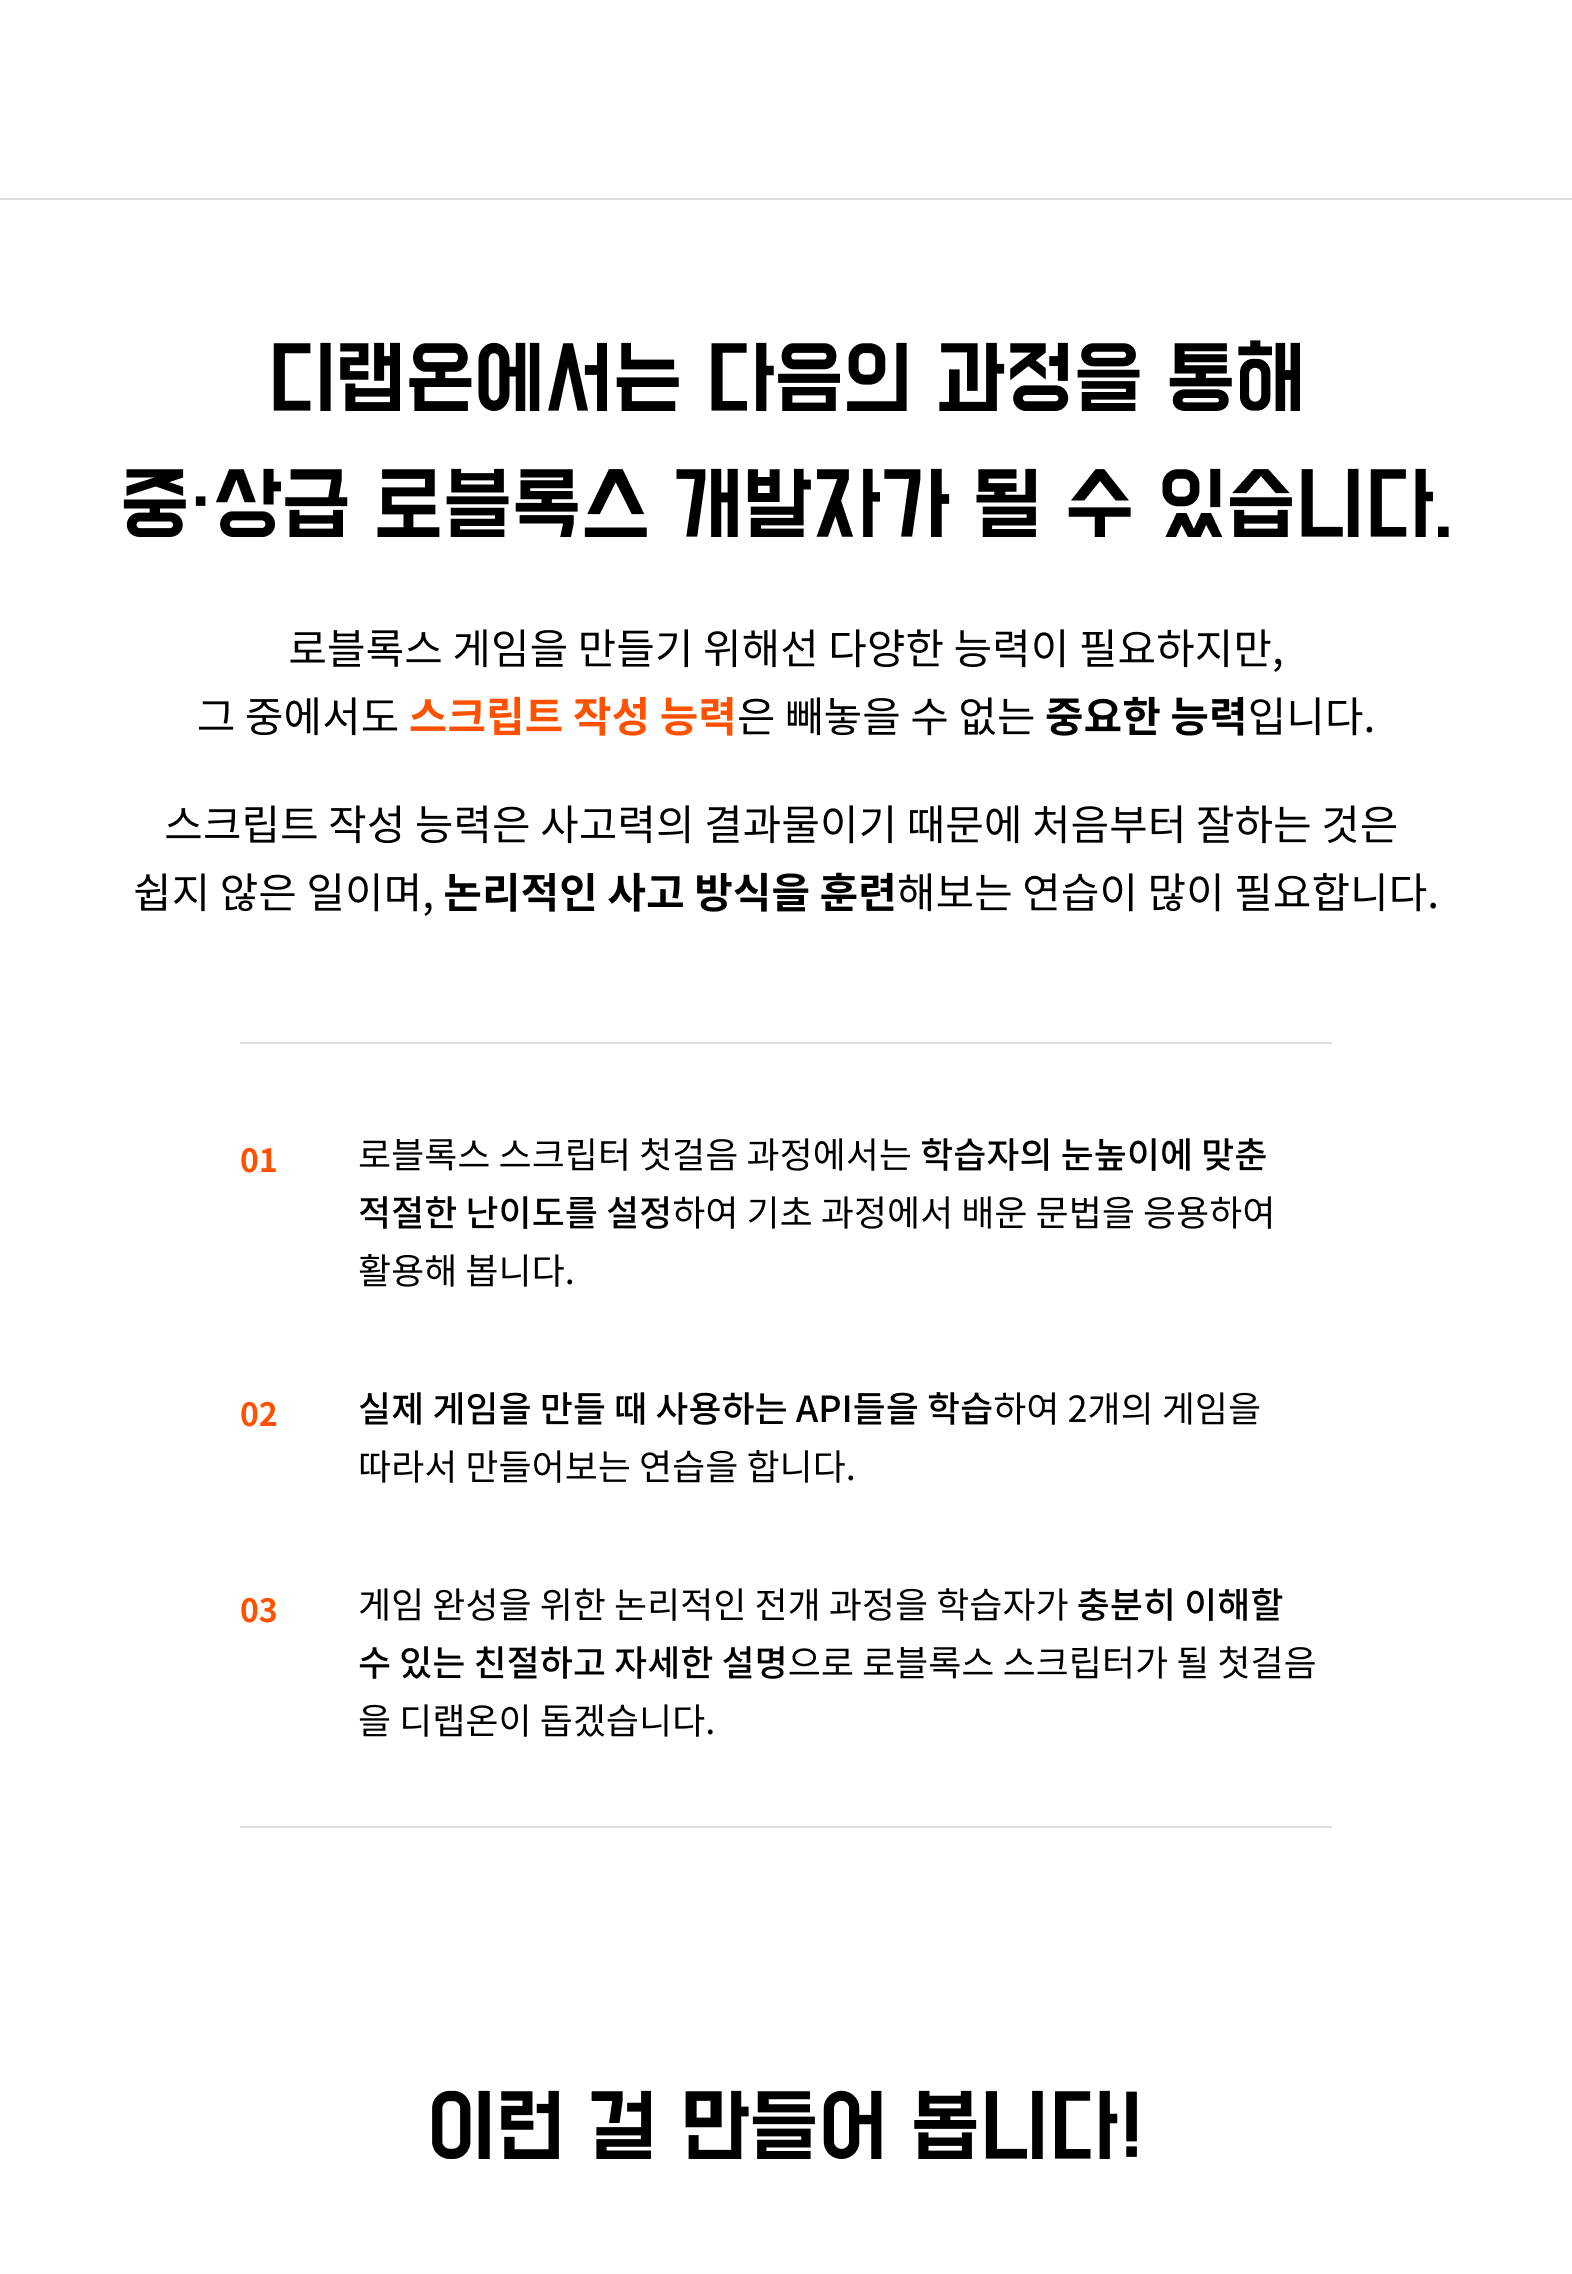 디랩온에서는 다음의 과정을 통해
중·상급 로블록스 개발자가 될 수 있습니다.
로블록스 게임을 만들기 위해선 다양한 능력이 필요하지만,
그 중에서도 스크립트 작성 능력은 빼놓을 수 없는 중요한 능력입니다.
스크립트 작성 능력은 사고력의 결과물이기 때문에 처음부터 잘하는 것은
쉽지 않은 일이며, 논리적인 사고 방식을 훈련해보는 연습이 많이 필요합니다.
01 로블록스 스크립터 첫걸음 과정에서는 학습자의 눈높이에 맞춘
적절한 난이도를 설정하여 기초 과정에서 배운 문법을 응용하여
활용해 봅니다.
02 실제 게임을 만들 때 사용하는 API들을 학습하여 2개의 게임을
따라서 만들어보는 연습을 합니다.
03 게임 완성을 위한 논리적인 전개 과정을 학습자가 충분히 이해할
수 있는 친절하고 자세한 설명으로 로블록스 스크립터가 될 첫걸음
을 디랩온이 돕겠습니다.
이런 걸 만들어 봅니다!